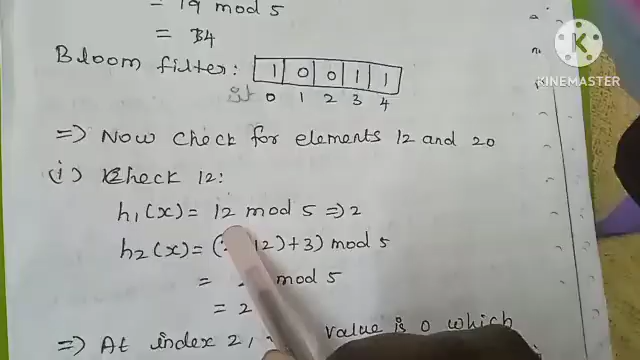 = 19 mod 5
= 4
Bloom filter: 1 0 0 1 1
0 1 2 3 4
=> Now check for elements 12 and 20
(i) Check 12:
h1(x) = 12 mod 5 => 2
h2(x) = ( 12) + 3) mod 5
= mod 5
= 2
=> At index 2, value is 0 which
KINEMASTER